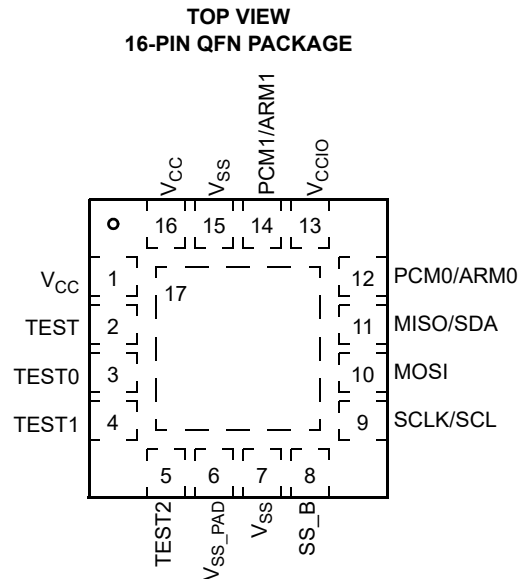 TOP VIEW
16-PIN QFN PACKAGE
VCC
VSS
PCM1/ARM1
VCCIO
16
15
14
13
VCC 1
TEST 2
TEST0 3
TEST1 4
17
12 PCM0/ARM0
11 MISO/SDA
10 MOSI
9 SCLK/SCL
5
6
7
8
TEST2
VSS_PAD
VSS
SS_B